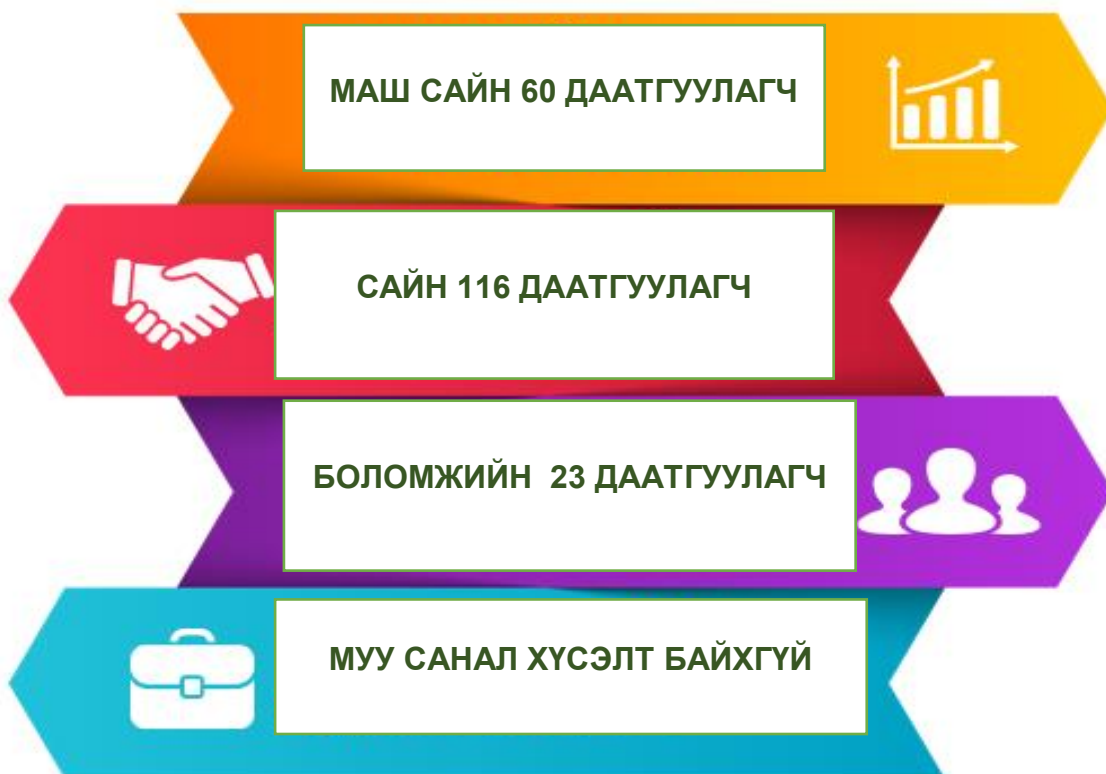 МАШ САЙН 60 ДААТГУУЛАГЧ
САЙН 116 ДААТГУУЛАГЧ
БОЛОМЖИЙН 23 ДААТГУУЛАГЧ
МУУ САНАЛ ХҮСЭЛТ БАЙХГҮЙ